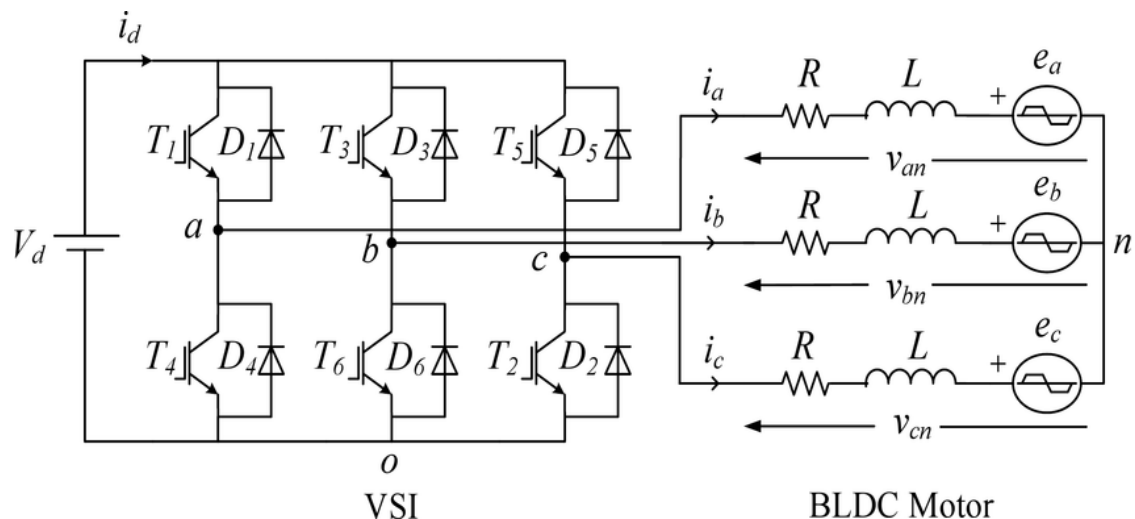 i_d
R L e_a
i_a
+
T_1 D_1 T_3 D_3 T_5 D_5
v_an
a
R L e_b
i_b
+
b
c
n
V_d
v_bn
T_4 D_4 T_6 D_6 T_2 D_2
i_c
R L e_c
+
v_cn
o
VSI
BLDC Motor